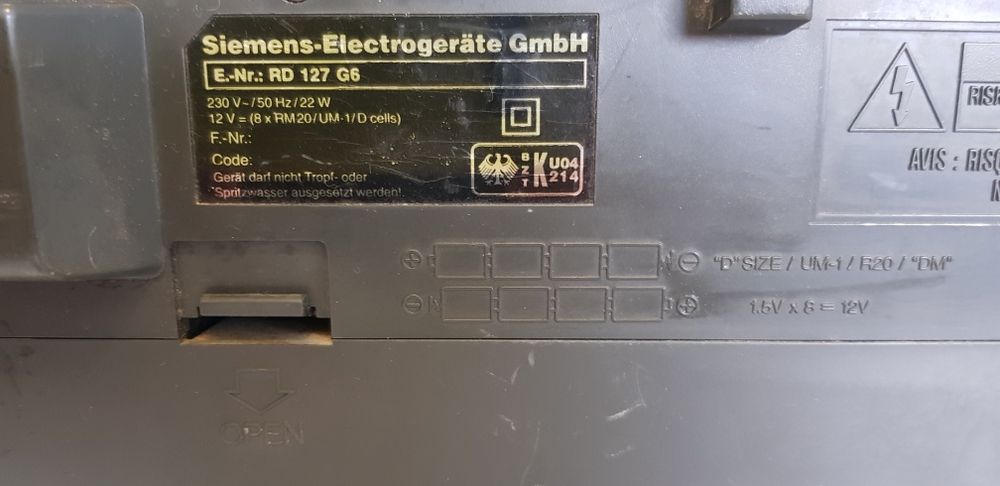 Siemens-Electrogeräte GmbH
E.-Nr.: RD 127 G6
230 V~/50 Hz/22 W
12 V = (8 x RM20/UM-1/D cells)
F.-Nr.:
Code:
Gerät darf nicht Tropf- oder
Spritzwasser ausgesetzt werden!
BZT K U04
214
AVIS : RISQ
"D" SIZE / UM-1 / R20 / "DM"
1.5V x 8 = 12V
OPEN